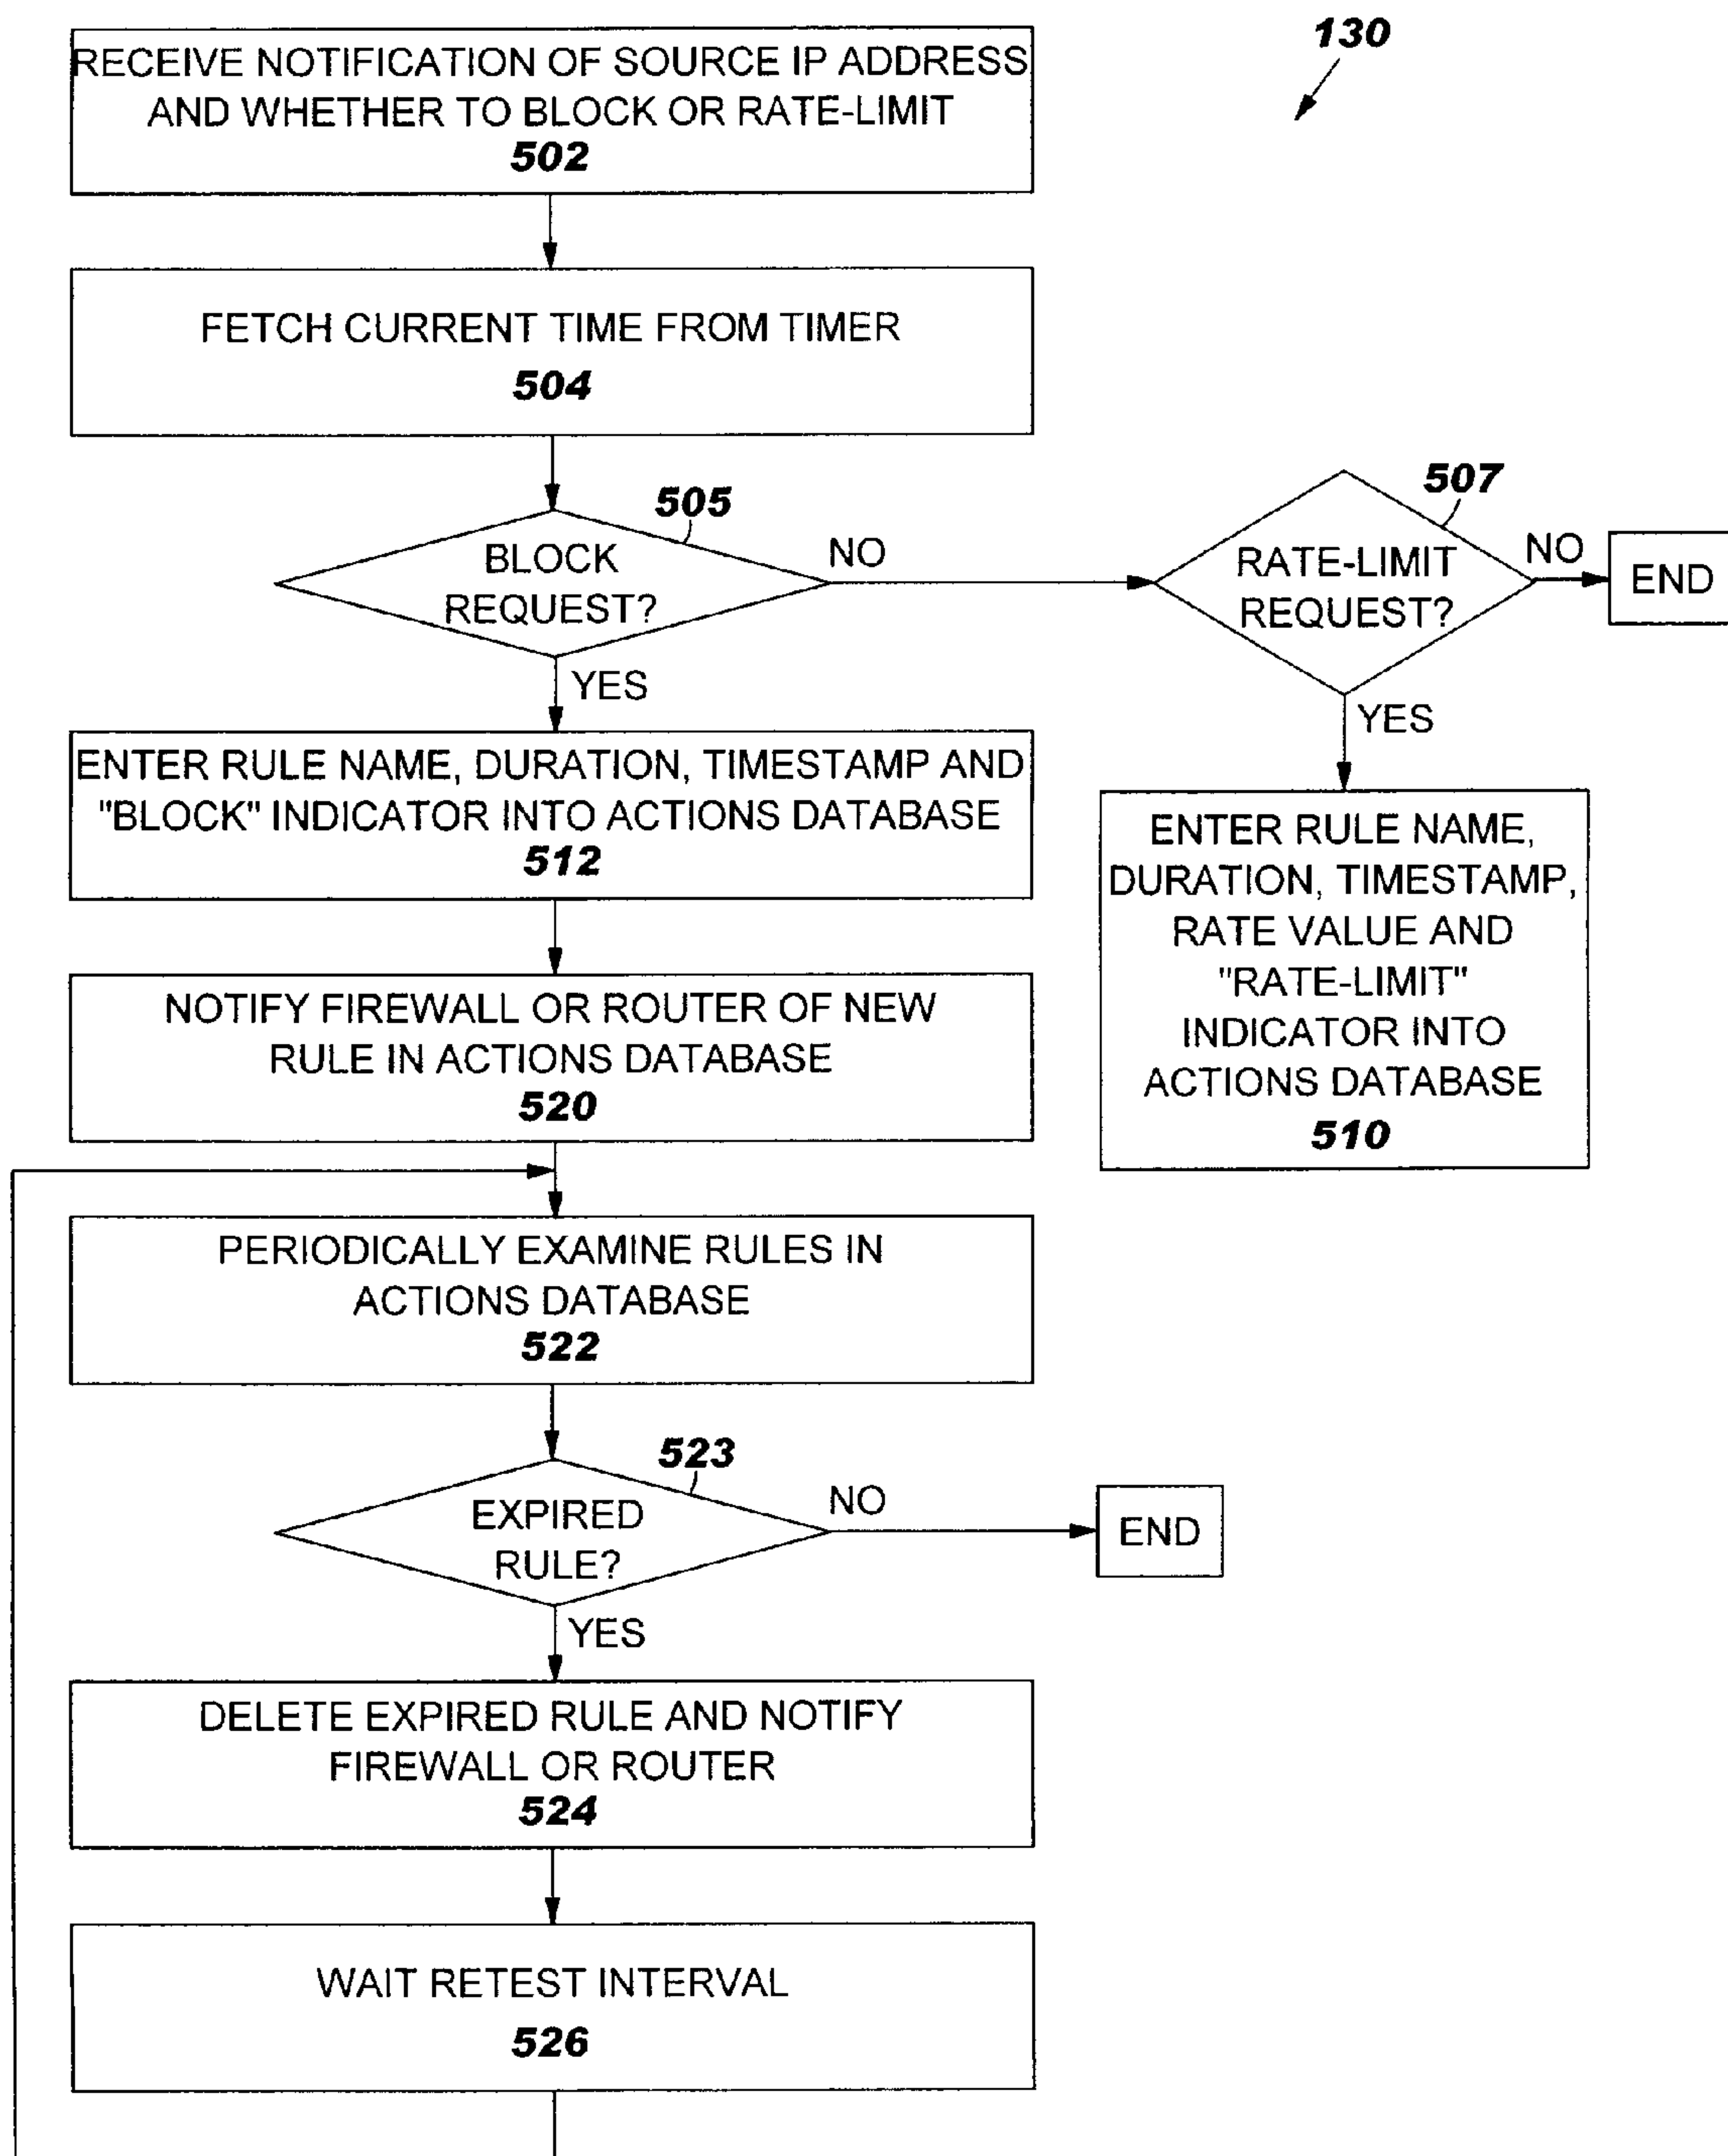 130
RECEIVE NOTIFICATION OF SOURCE IP ADDRESS
AND WHETHER TO BLOCK OR RATE-LIMIT
502
FETCH CURRENT TIME FROM TIMER
504
505
BLOCK
REQUEST?
NO
YES
507
RATE-LIMIT
REQUEST?
NO
END
YES
ENTER RULE NAME, DURATION, TIMESTAMP AND
"BLOCK" INDICATOR INTO ACTIONS DATABASE
512
ENTER RULE NAME,
DURATION, TIMESTAMP,
RATE VALUE AND
"RATE-LIMIT"
INDICATOR INTO
ACTIONS DATABASE
510
NOTIFY FIREWALL OR ROUTER OF NEW
RULE IN ACTIONS DATABASE
520
PERIODICALLY EXAMINE RULES IN
ACTIONS DATABASE
522
523
EXPIRED
RULE?
NO
END
YES
DELETE EXPIRED RULE AND NOTIFY
FIREWALL OR ROUTER
524
WAIT RETEST INTERVAL
526